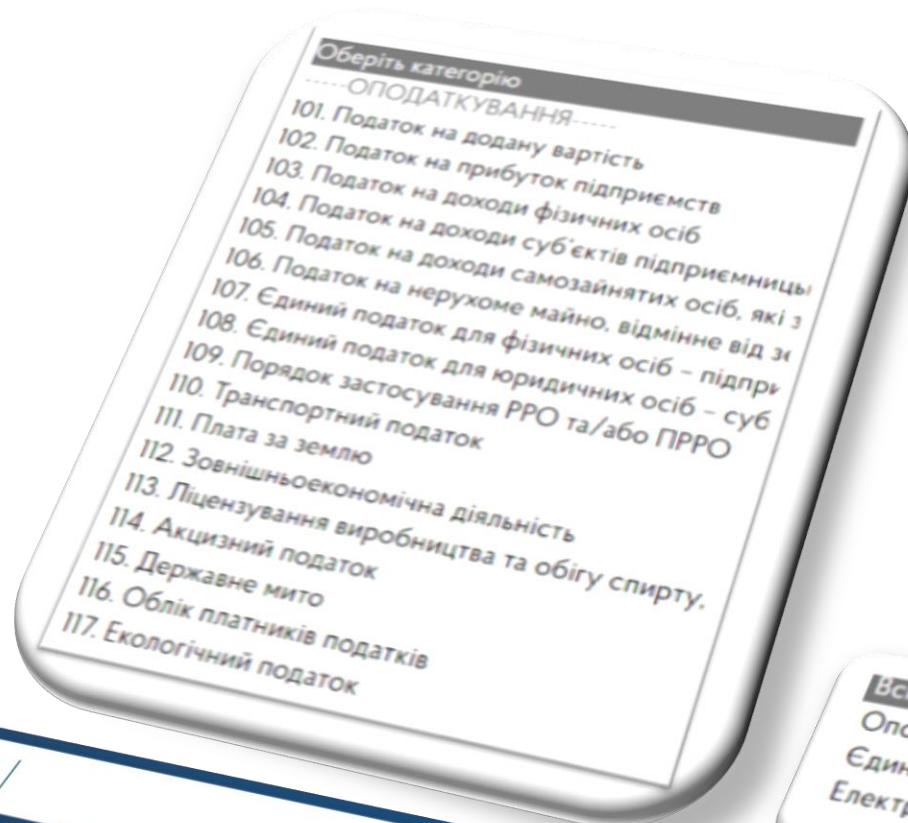 Оберіть категорію
-----ОПОДАТКУВАННЯ-----
101. Податок на додану вартість
102. Податок на прибуток підприємств
103. Податок на доходи фізичних осіб
104. Податок на доходи суб'єктів підприємниць
105. Податок на доходи самозайнятих осіб, які з
106. Податок на нерухоме майно, відмінне від зе
107. Єдиний податок для фізичних осіб – підпри
108. Єдиний податок для юридичних осіб – суб
109. Порядок застосування РРО та/або ПРРО
110. Транспортний податок
111. Плата за землю
112. Зовнішньоекономічна діяльність
113. Ліцензування виробництва та обігу спирту,
114. Акцизний податок
115. Державне мито
116. Облік платників податків
117. Екологічний податок